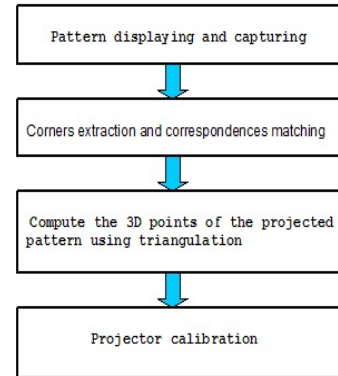 Pattern displaying and capturing
Corners extraction and correspondences matching
Compute the 3D points of the projected
pattern using triangulation
Projector calibration